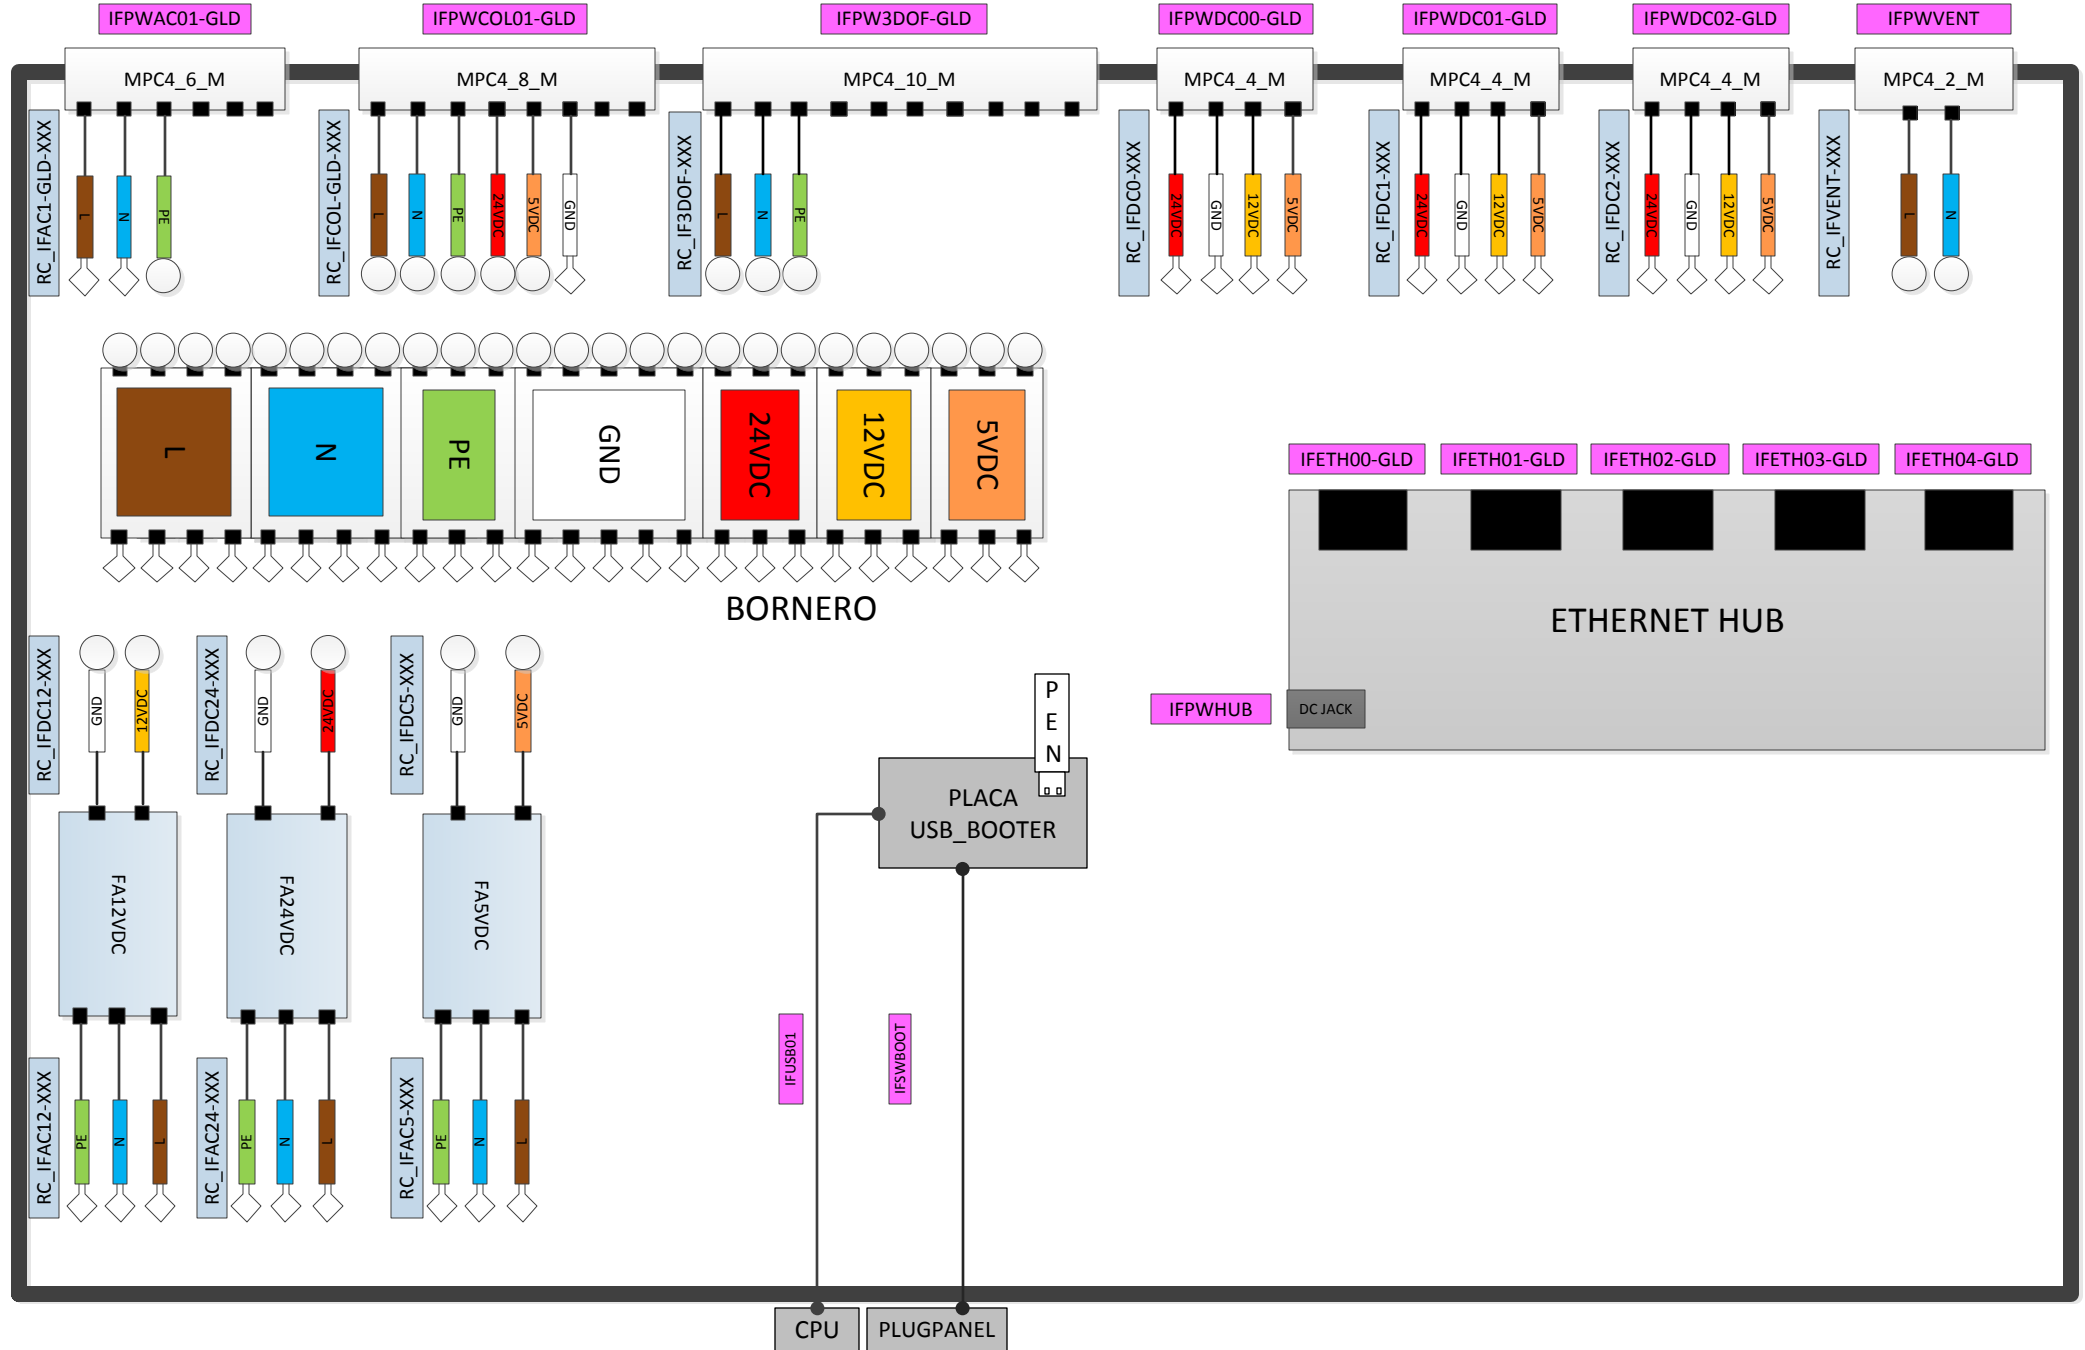 IFPWAC01-GLD
IFPWCOL01-GLD
IFPW3DOF-GLD
IFPWDC00-GLD
IFPWDC01-GLD
IFPWDC02-GLD
IFPWVENT
MPC4_6_M
MPC4_8_M
MPC4_10_M
MPC4_4_M
MPC4_4_M
MPC4_4_M
MPC4_2_M
RC_IFAC1-GLD-XXX
L
N
PE
RC_IFCOL-GLD-XXX
L
N
PE
24VDC
5VDC
GND
RC_IF3DOF-XXX
L
N
PE
RC_IFDC0-XXX
24VDC
GND
12VDC
5VDC
RC_IFDC1-XXX
24VDC
GND
12VDC
5VDC
RC_IFDC2-XXX
24VDC
GND
12VDC
5VDC
RC_IFVENT-XXX
L
N
L
N
PE
GND
24VDC
12VDC
5VDC
BORNERO
IFETH00-GLD
IFETH01-GLD
IFETH02-GLD
IFETH03-GLD
IFETH04-GLD
ETHERNET HUB
IFPWHUB
DC JACK
RC_IFDC12-XXX
GND
12VDC
RC_IFDC24-XXX
GND
24VDC
RC_IFDC5-XXX
GND
5VDC
FA12VDC
FA24VDC
FA5VDC
RC_IFAC12-XXX
PE
N
L
RC_IFAC24-XXX
PE
N
L
RC_IFAC5-XXX
PE
N
L
P
E
N
PLACA
USB_BOOTER
IFUSB01
IFSWBOOT
CPU
PLUGPANEL